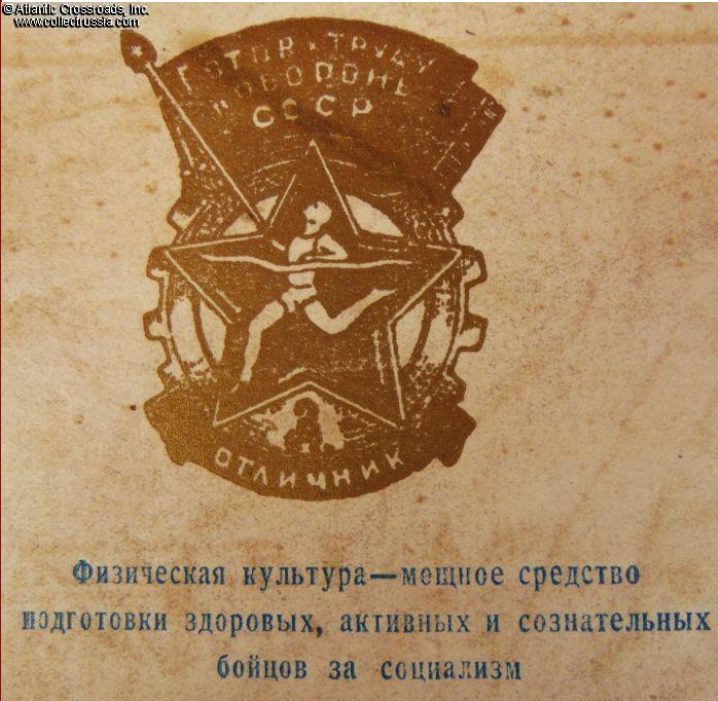 © Atlantic Crossroads, Inc.
www.collectrussia.com
ГОТОВ К ТРУДУ
И ОБОРОНЕ
СССР
ОТЛИЧНИК
Физическая культура—мощное средство
подготовки здоровых, активных и сознательных
бойцов за социализм